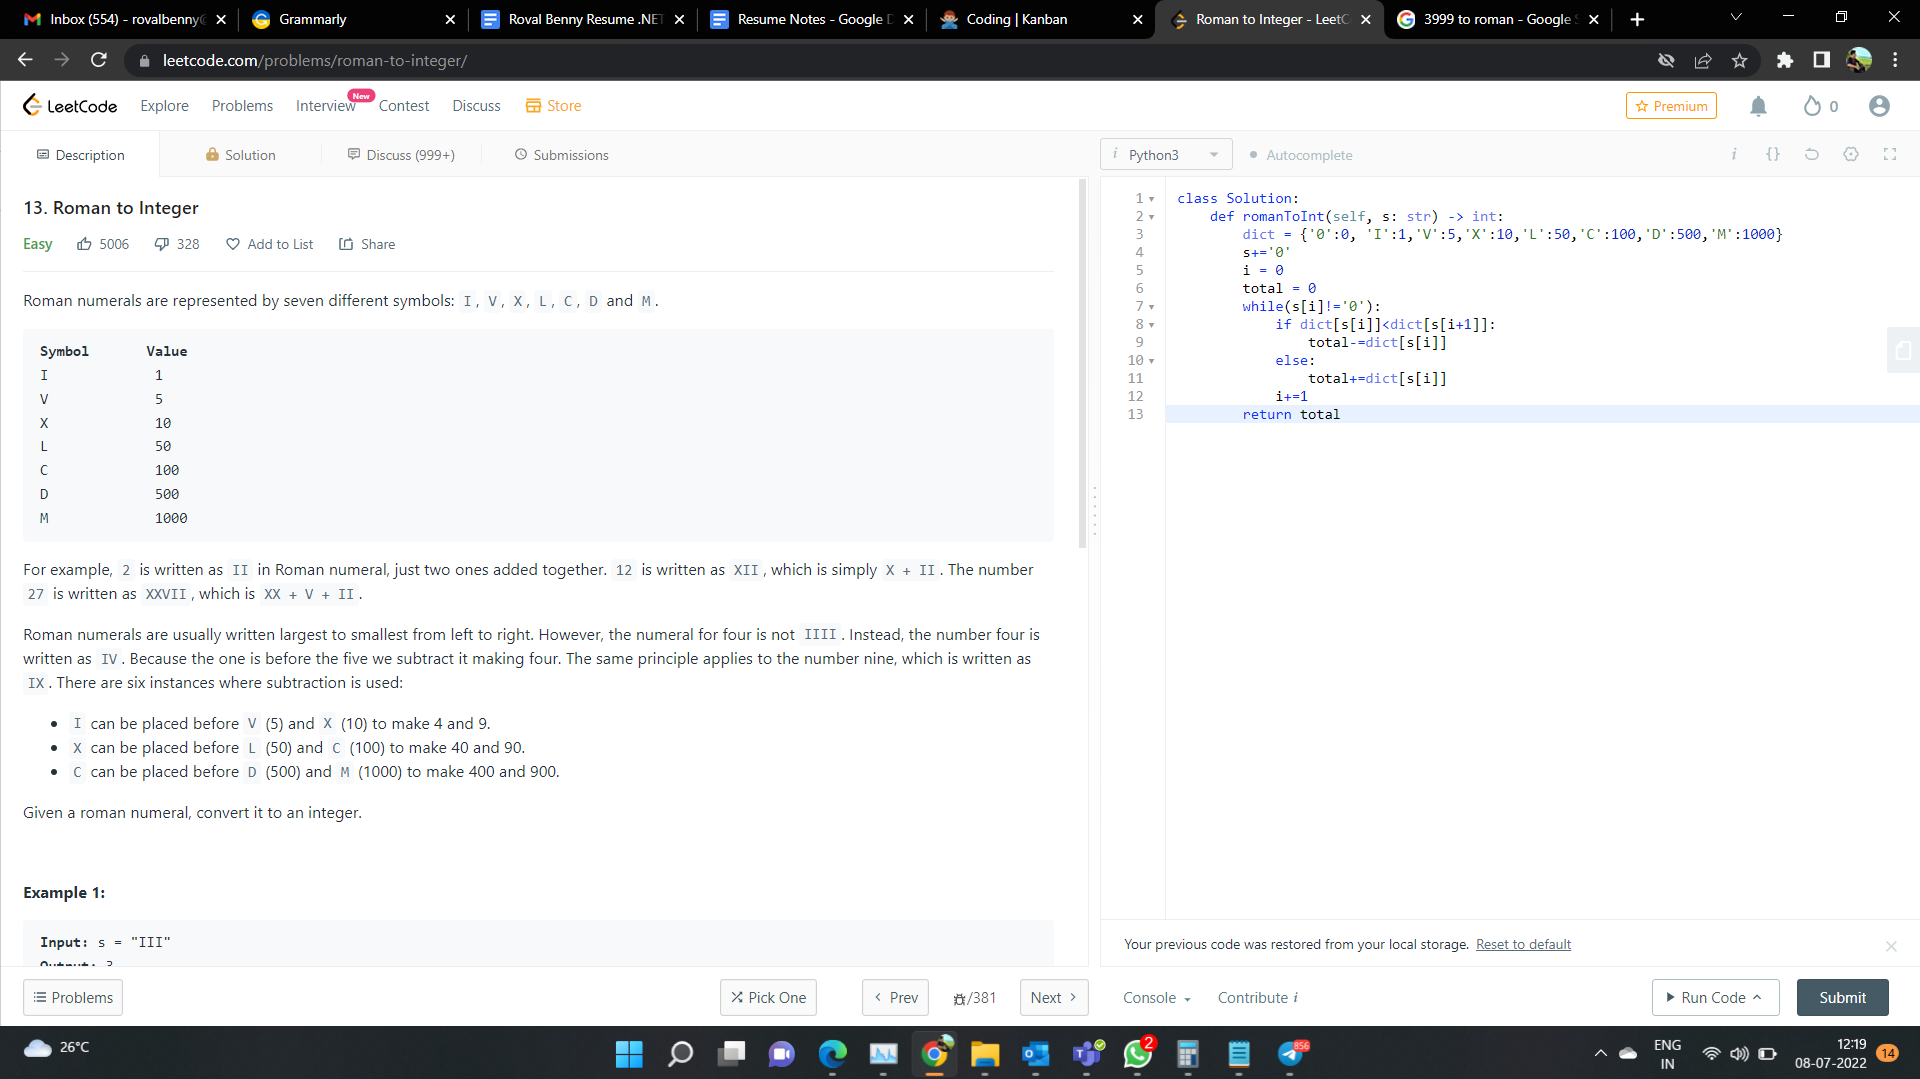 Inbox (554) - rovalbenny
Grammarly
Roval Benny Resume .NET
Resume Notes - Google D
Coding | Kanban
Roman to Integer - LeetC
3999 to roman - Google S
leetcode.com/problems/roman-to-integer/
LeetCode Explore Problems Interview New Contest Discuss Store
Premium 0
Description Solution Discuss (999+) Submissions
i Python3 Autocomplete i {}
13. Roman to Integer
Easy 5006 328 Add to List Share
Roman numerals are represented by seven different symbols: I, V, X, L, C, D and M.
Symbol Value
I 1
V 5
X 10
L 50
C 100
D 500
M 1000
For example, 2 is written as II in Roman numeral, just two ones added together. 12 is written as XII, which is simply X + II. The number
27 is written as XXVII, which is XX + V + II.
Roman numerals are usually written largest to smallest from left to right. However, the numeral for four is not IIII. Instead, the number four is
written as IV. Because the one is before the five we subtract it making four. The same principle applies to the number nine, which is written as
IX. There are six instances where subtraction is used:
• I can be placed before V (5) and X (10) to make 4 and 9.
• X can be placed before L (50) and C (100) to make 40 and 90.
• C can be placed before D (500) and M (1000) to make 400 and 900.
Given a roman numeral, convert it to an integer.
Example 1:
Input: s = "III"
Output: 3
1 class Solution:
2 def romanToInt(self, s: str) -> int:
3 dict = {'0':0, 'I':1,'V':5,'X':10,'L':50,'C':100,'D':500,'M':1000}
4 s+='0'
5 i = 0
6 total = 0
7 while(s[i]!='0'):
8 if dict[s[i]]<dict[s[i+1]]:
9 total-=dict[s[i]]
10 else:
11 total+=dict[s[i]]
12 i+=1
13 return total
Your previous code was restored from your local storage. Reset to default
Problems Pick One Prev /381 Next Console Contribute i Run Code Submit
26°C
2
856
ENG
IN
12:19
08-07-2022
14